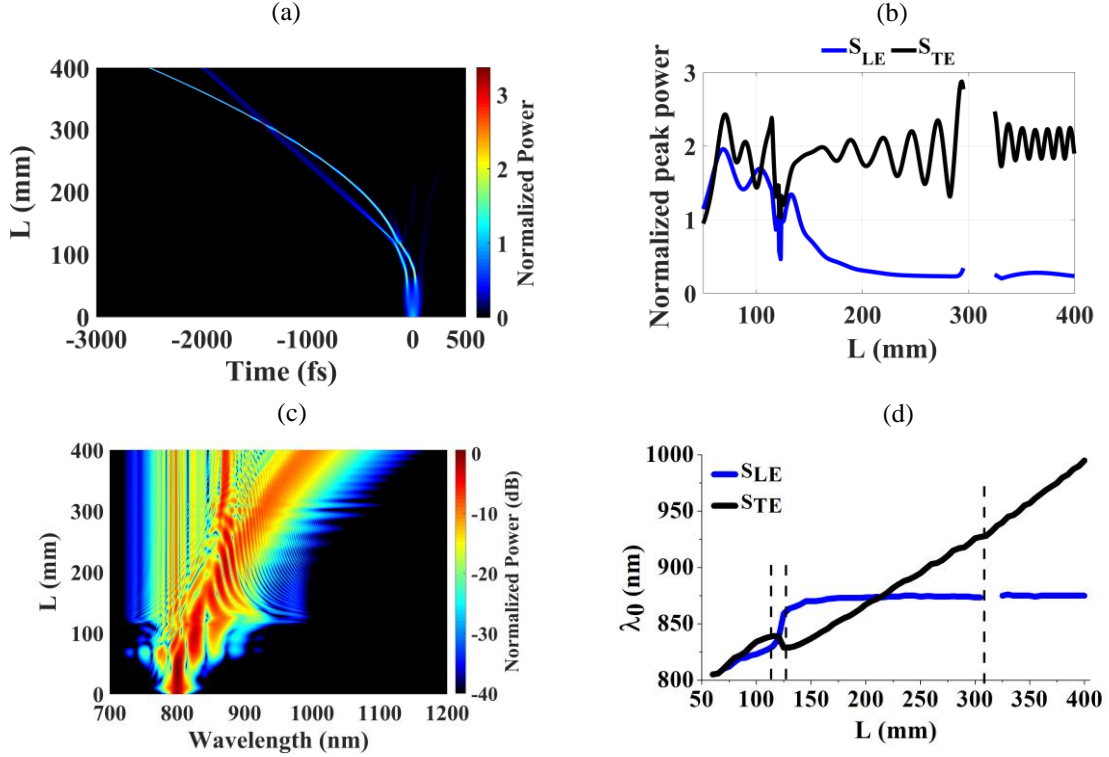 (a)
400
300
200
100
0
L (mm)
-3000 -2000 -1000 0 500
Time (fs)
3
2
1
0
Normalized Power
(b)
S_LE S_TE
3
2
1
0
Normalized peak power
100 200 300 400
L (mm)
(c)
400
300
200
100
0
L (mm)
700 800 900 1000 1100 1200
Wavelength (nm)
0
-10
-20
-30
-40
Normalized Power (dB)
(d)
S_LE
S_TE
1000
950
900
850
800
λ0 (nm)
50 100 150 200 250 300 350 400
L (mm)